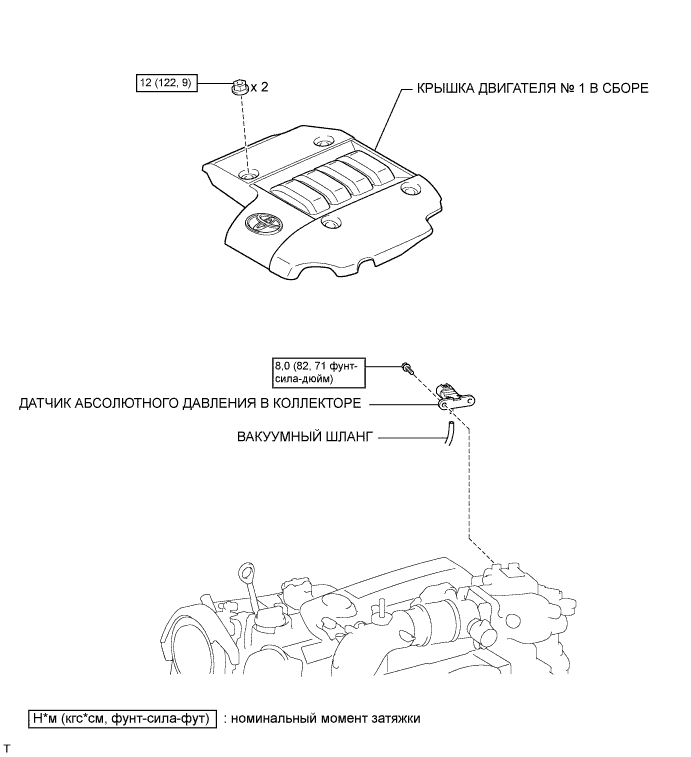 12 (122, 9)
x 2
КРЫШКА ДВИГАТЕЛЯ № 1 В СБОРЕ
8,0 (82, 71 фунт-
сила-дюйм)
ДАТЧИК АБСОЛЮТНОГО ДАВЛЕНИЯ В КОЛЛЕКТОРЕ
ВАКУУМНЫЙ ШЛАНГ
Н*м (кгс*см, фунт-сила-фут) : номинальный момент затяжки
T